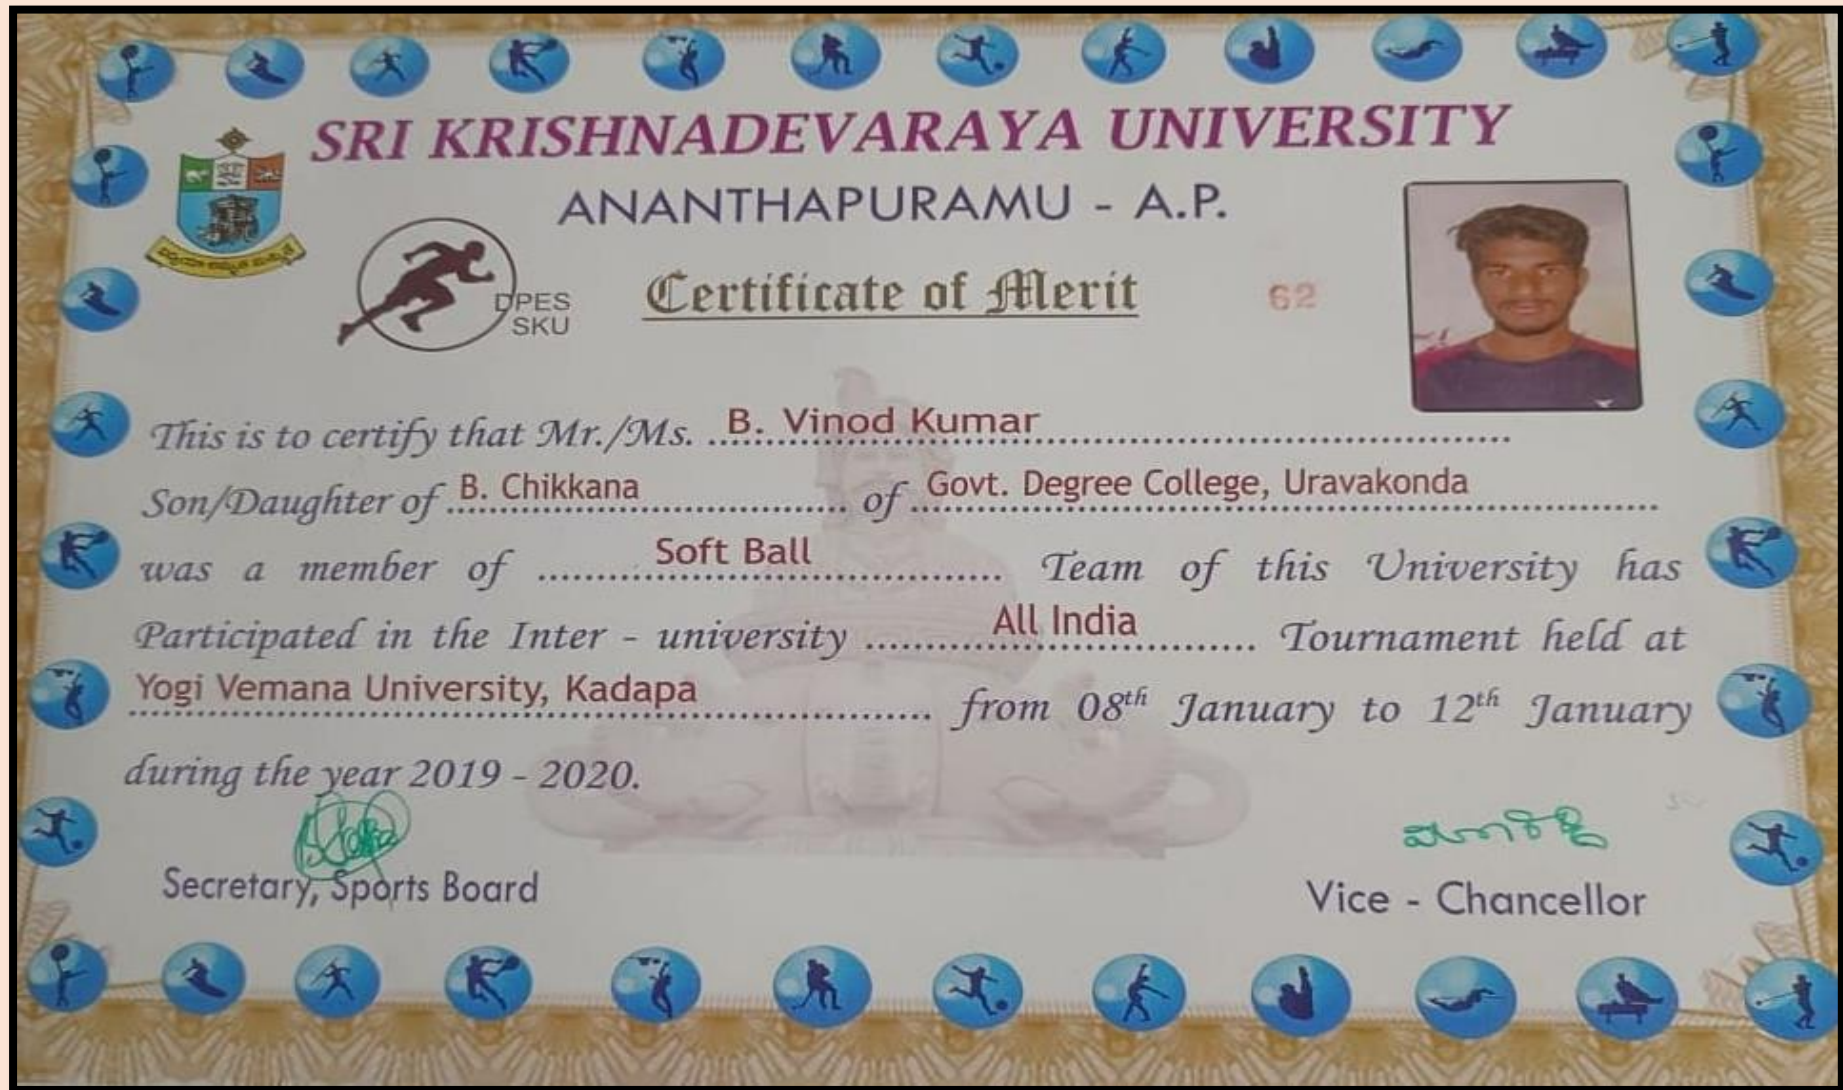 SRI KRISHNADEVARAYA UNIVERSITY
ANANTHAPURAMU - A.P.
DPES
SKU
Certificate of Merit
62
This is to certify that Mr./Ms. B. Vinod Kumar
Son/Daughter of B. Chikkana of Govt. Degree College, Uravakonda
was a member of Soft Ball Team of this University has
Participated in the Inter - university All India Tournament held at
Yogi Vemana University, Kadapa from 08th January to 12th January
during the year 2019 - 2020.
Secretary, Sports Board
Vice - Chancellor